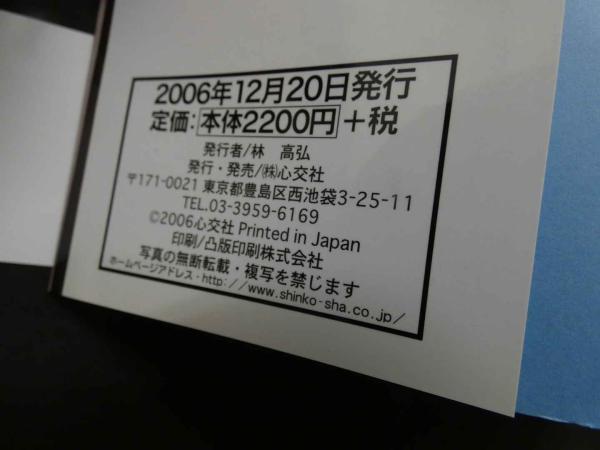 2006年12月20日発行
定価:本体2200円+税
発行者/林　高弘
発行・発売/㈱心交社
〒171-0021 東京都豊島区西池袋3-25-11
TEL.03-3959-6169
©2006心交社 Printed in Japan
印刷/凸版印刷株式会社
写真の無断転載・複写を禁じます
ホームページアドレス・http://www.shinko-sha.co.jp/